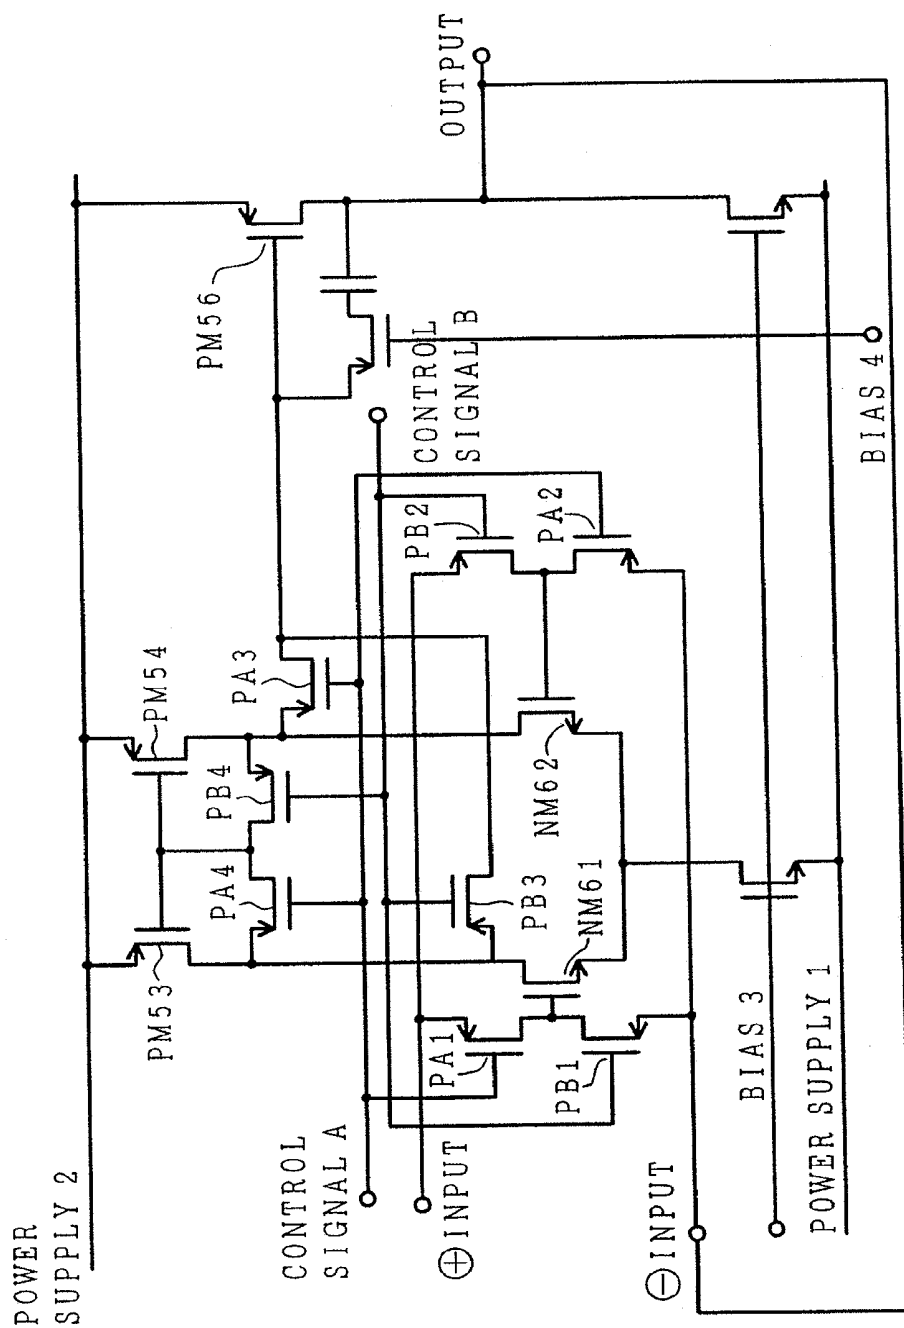 POWER
SUPPLY 2
CONTROL
SIGNAL A
⊕INPUT
⊖INPUT
BIAS 3
POWER SUPPLY 1
PM53
PA4
PB4
PM54
PA3
PA1
PB1
NM61
PB3
NM62
PB2
PA2
PM56
CONTROL
SIGNAL B
BIAS 4
OUTPUT